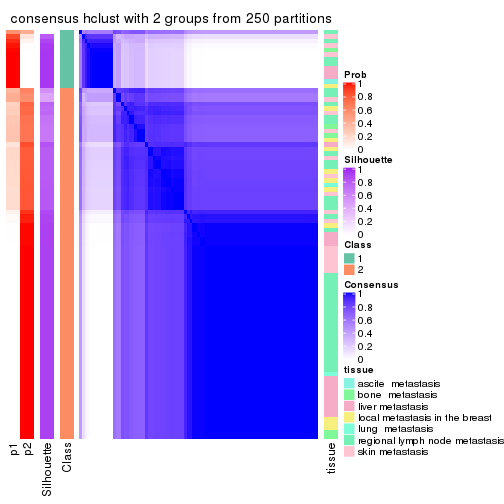 consensus hclust with 2 groups from 250 partitions
Prob
1
0.8
0.6
0.4
0.2
0
Silhouette
1
0.8
0.6
0.4
0.2
0
Class
1
2
Consensus
1
0.8
0.6
0.4
0.2
0
tissue
ascite metastasis
bone metastasis
liver metastasis
local metastasis in the breast
lung metastasis
regional lymph node metastasis
skin metastasis
p1
p2
Silhouette
Class
tissue